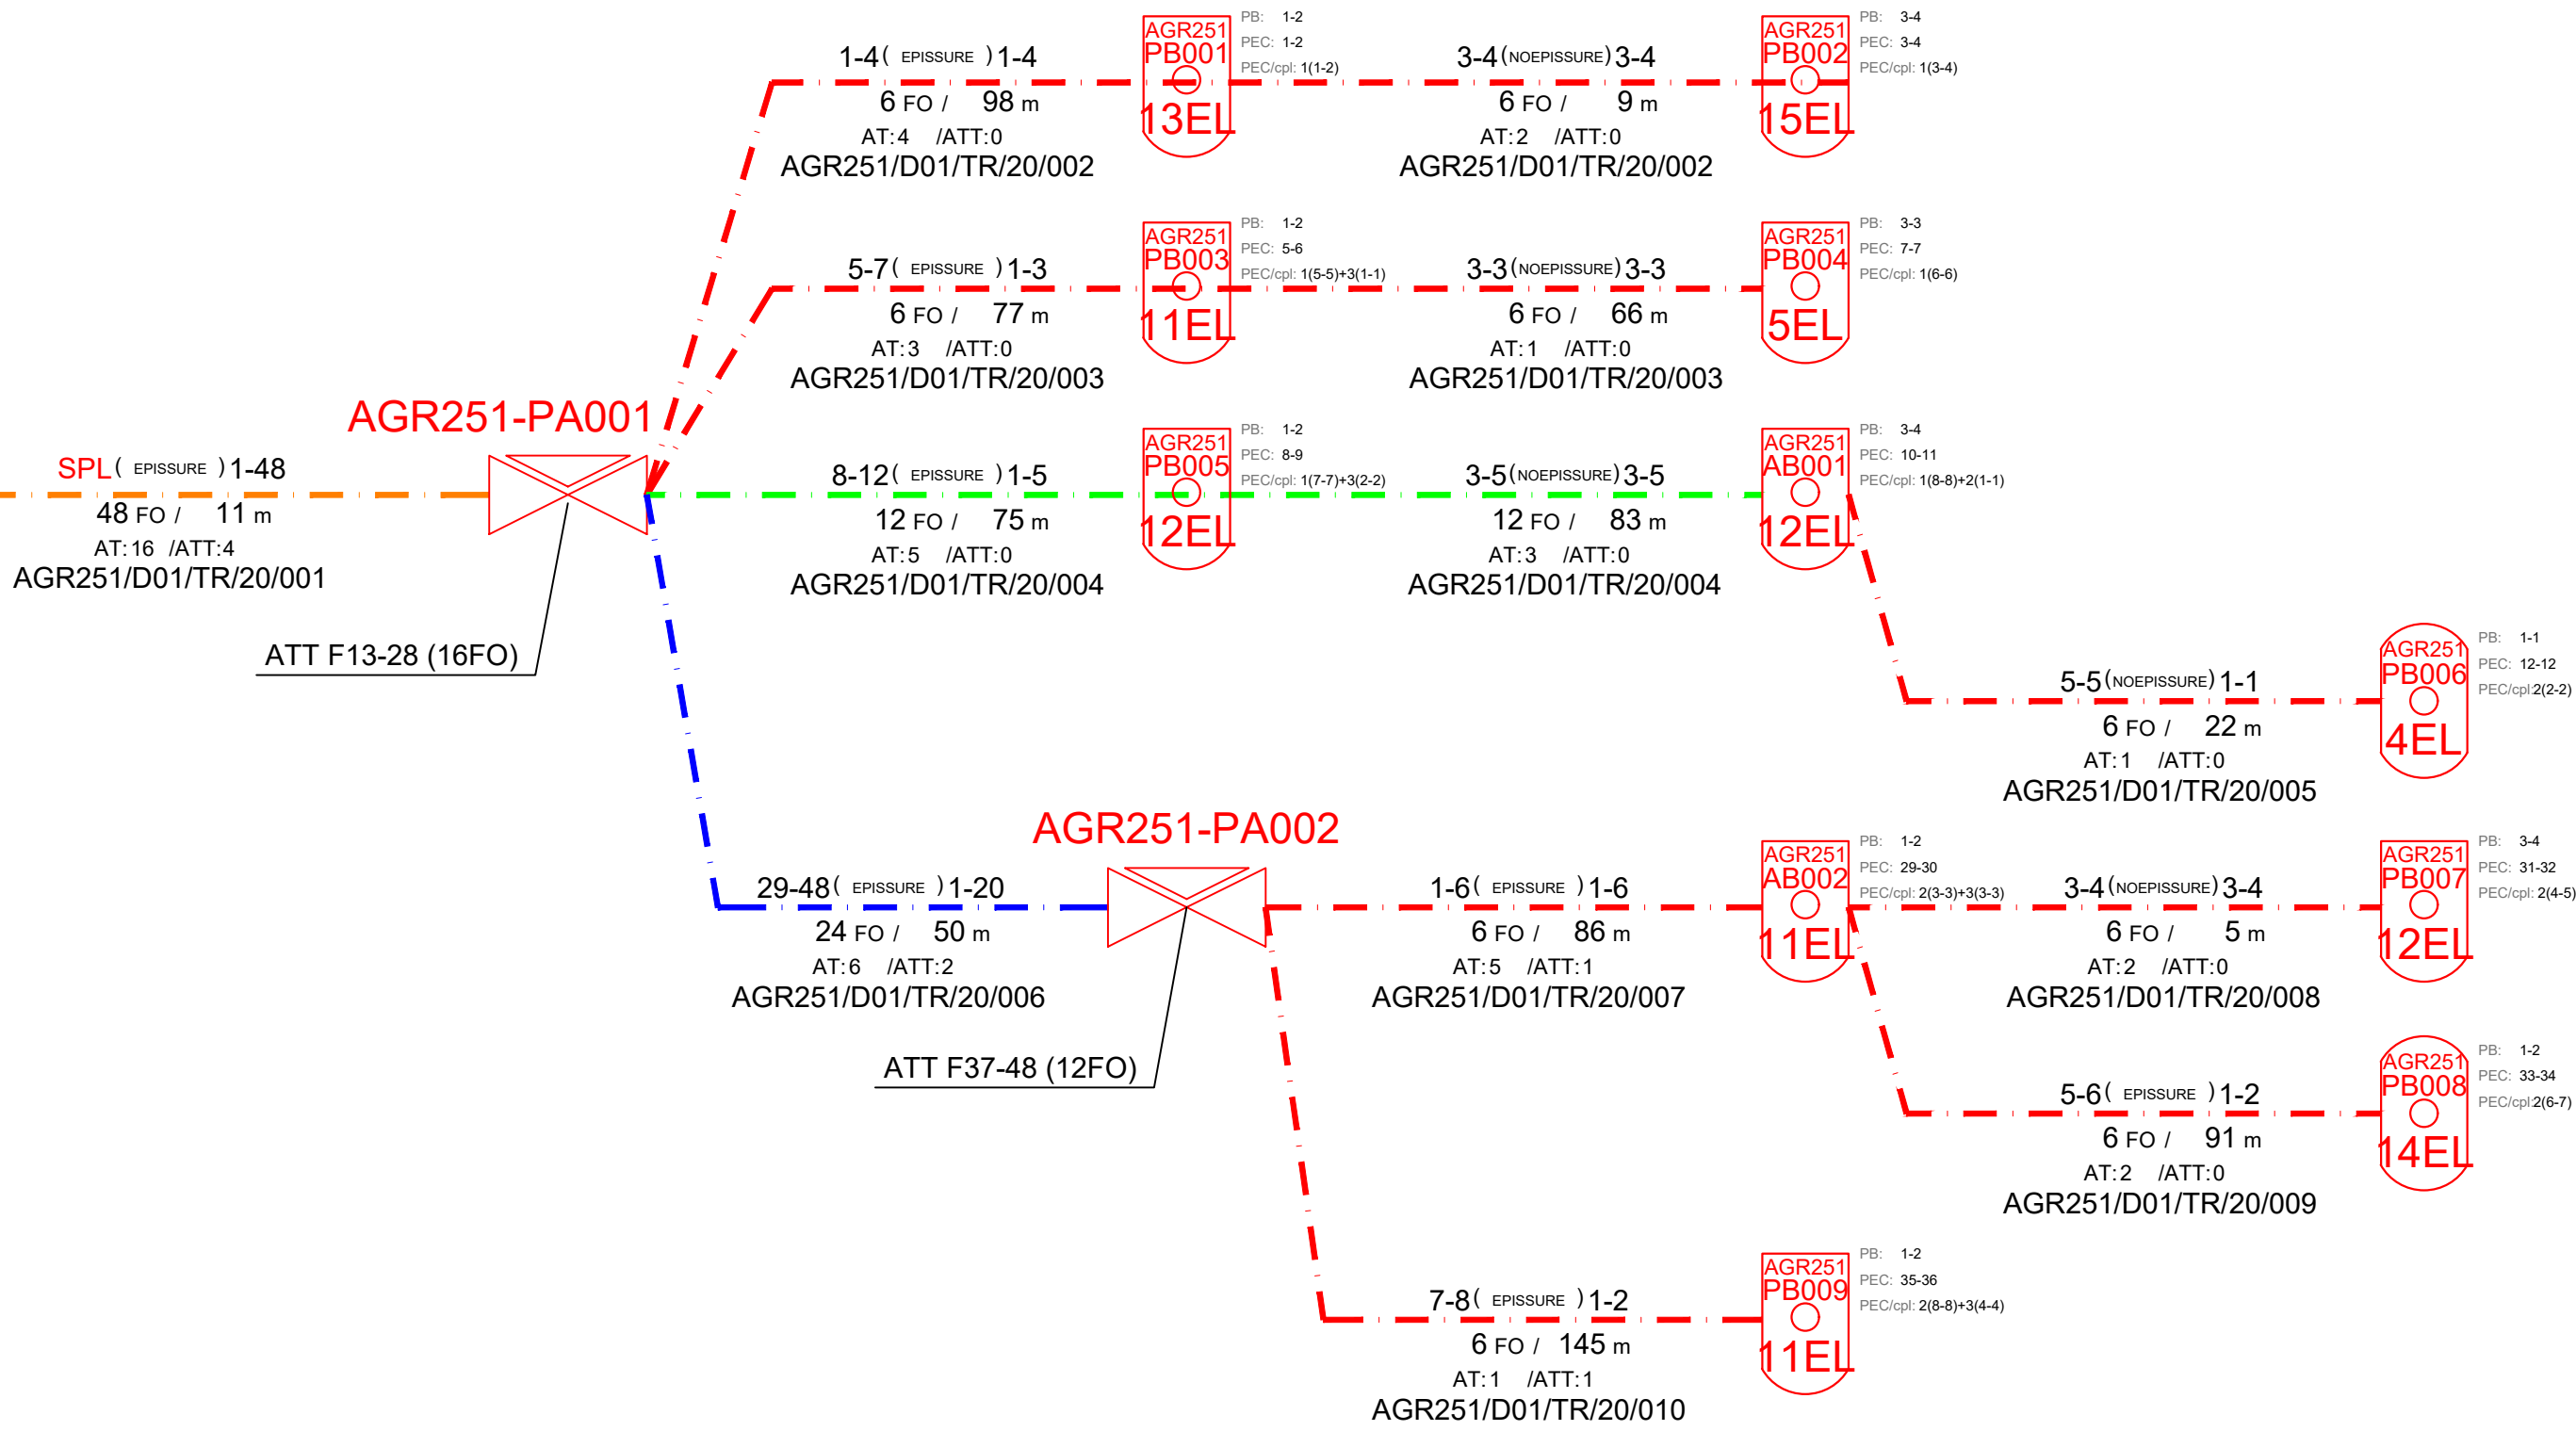 1-4( EPISSURE )1-4
6 FO / 98 m
AT:4 /ATT:0
AGR251/D01/TR/20/002
AGR251
PB001
13EL
PB: 1-2
PEC: 1-2
PEC/cpl: 1(1-2)
3-4(NOEPISSURE)3-4
6 FO / 9 m
AT:2 /ATT:0
AGR251/D01/TR/20/002
AGR251
PB002
15EL
PB: 3-4
PEC: 3-4
PEC/cpl: 1(3-4)
5-7( EPISSURE )1-3
6 FO / 77 m
AT:3 /ATT:0
AGR251/D01/TR/20/003
AGR251
PB003
11EL
PB: 1-2
PEC: 5-6
PEC/cpl: 1(5-5)+3(1-1)
3-3(NOEPISSURE)3-3
6 FO / 66 m
AT:1 /ATT:0
AGR251/D01/TR/20/003
AGR251
PB004
5EL
PB: 3-3
PEC: 7-7
PEC/cpl: 1(6-6)
AGR251-PA001
SPL( EPISSURE )1-48
48 FO / 11 m
AT:16 /ATT:4
AGR251/D01/TR/20/001
ATT F13-28 (16FO)
8-12( EPISSURE )1-5
12 FO / 75 m
AT:5 /ATT:0
AGR251/D01/TR/20/004
AGR251
PB005
12EL
PB: 1-2
PEC: 8-9
PEC/cpl: 1(7-7)+3(2-2)
3-5(NOEPISSURE)3-5
12 FO / 83 m
AT:3 /ATT:0
AGR251/D01/TR/20/004
AGR251
AB001
12EL
PB: 3-4
PEC: 10-11
PEC/cpl: 1(8-8)+2(1-1)
5-5(NOEPISSURE)1-1
6 FO / 22 m
AT:1 /ATT:0
AGR251/D01/TR/20/005
AGR251
PB006
4EL
PB: 1-1
PEC: 12-12
PEC/cpl:2(2-2)
AGR251-PA002
29-48( EPISSURE )1-20
24 FO / 50 m
AT:6 /ATT:2
AGR251/D01/TR/20/006
ATT F37-48 (12FO)
1-6( EPISSURE )1-6
6 FO / 86 m
AT:5 /ATT:1
AGR251/D01/TR/20/007
AGR251
AB002
11EL
PB: 1-2
PEC: 29-30
PEC/cpl: 2(3-3)+3(3-3)
3-4(NOEPISSURE)3-4
6 FO / 5 m
AT:2 /ATT:0
AGR251/D01/TR/20/008
AGR251
PB007
12EL
PB: 3-4
PEC: 31-32
PEC/cpl: 2(4-5)
5-6( EPISSURE )1-2
6 FO / 91 m
AT:2 /ATT:0
AGR251/D01/TR/20/009
AGR251
PB008
14EL
PB: 1-2
PEC: 33-34
PEC/cpl:2(6-7)
7-8( EPISSURE )1-2
6 FO / 145 m
AT:1 /ATT:1
AGR251/D01/TR/20/010
AGR251
PB009
11EL
PB: 1-2
PEC: 35-36
PEC/cpl: 2(8-8)+3(4-4)